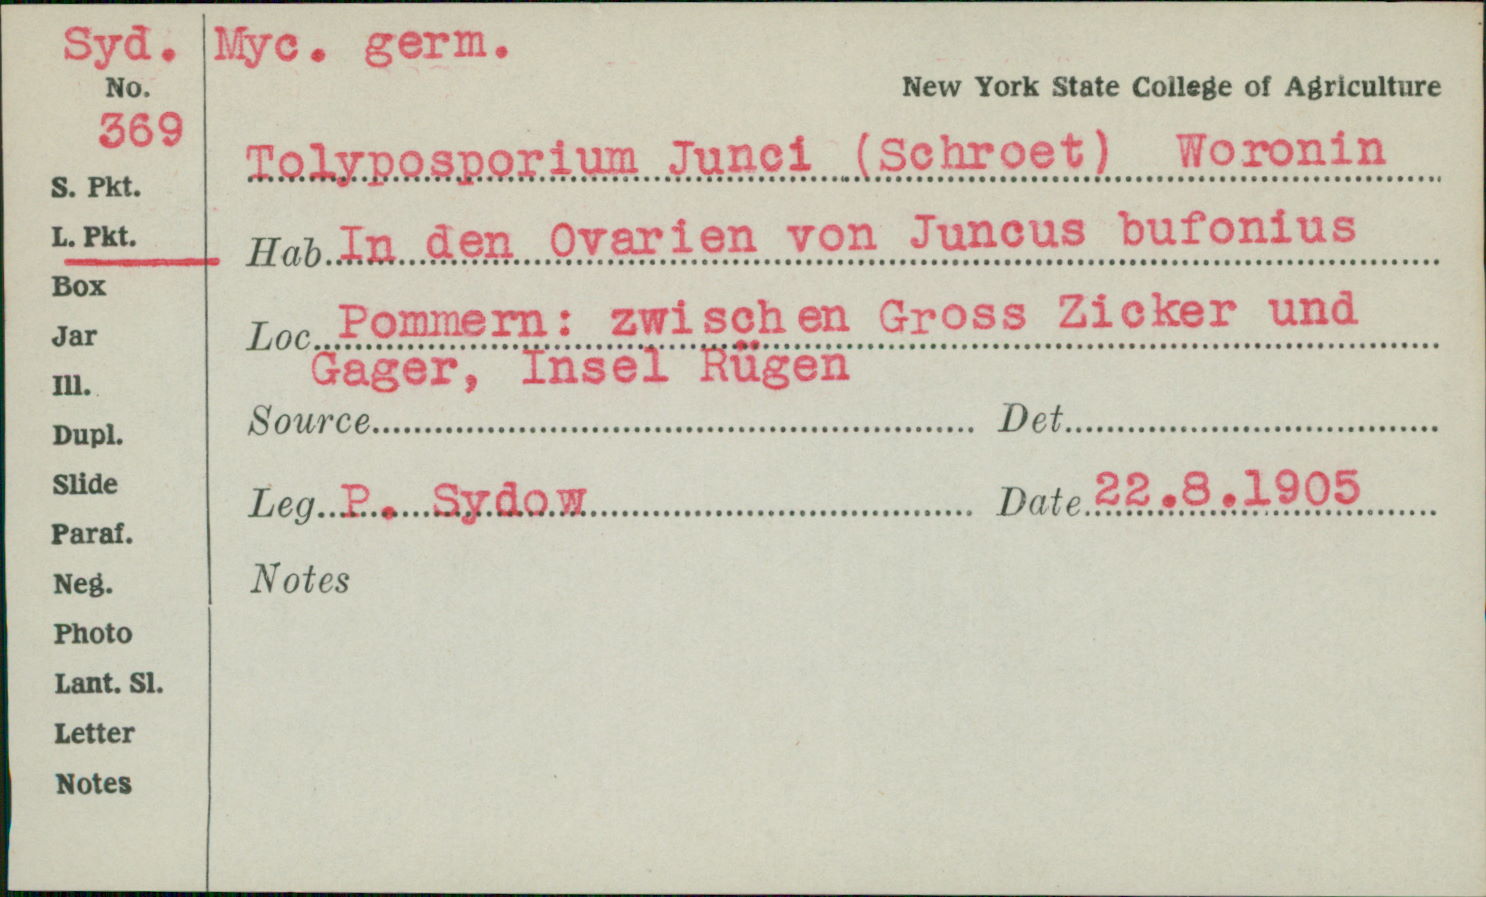 Syd. Myc. germ.
No.
New York State College of Agriculture
369
Tolyposporium Junci (Schroet) Woronin
S. Pkt.
L. Pkt.
Hab. In den Ovarien von Juncus bufonius
Box
Jar
Loc. Pommern: zwischen Gross Zicker und
Gager, Insel Rügen
Ill.
Source
Det.
Dupl.
Slide
Leg. P. Sydow
Date 22.8.1905
Paraf.
Neg.
Notes
Photo
Lant. Sl.
Letter
Notes